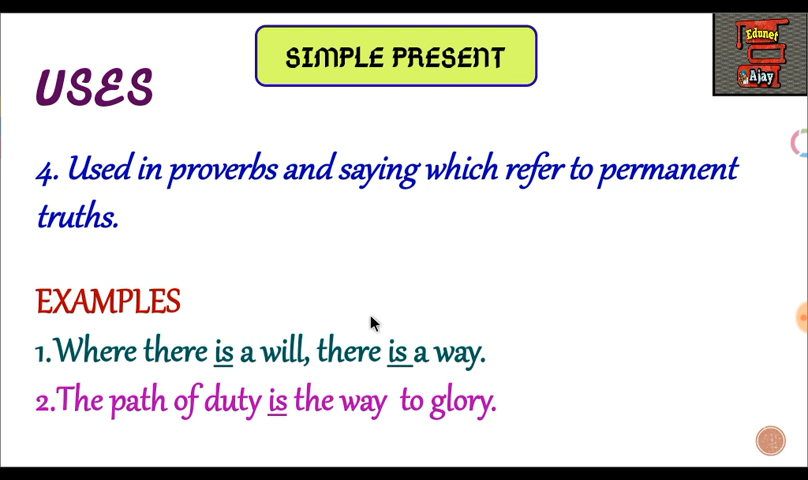 SIMPLE PRESENT
Edunet
Ajay
USES
4. Used in proverbs and saying which refer to permanent
truths.
EXAMPLES
1.Where there is a will, there is a way.
2.The path of duty is the way to glory.